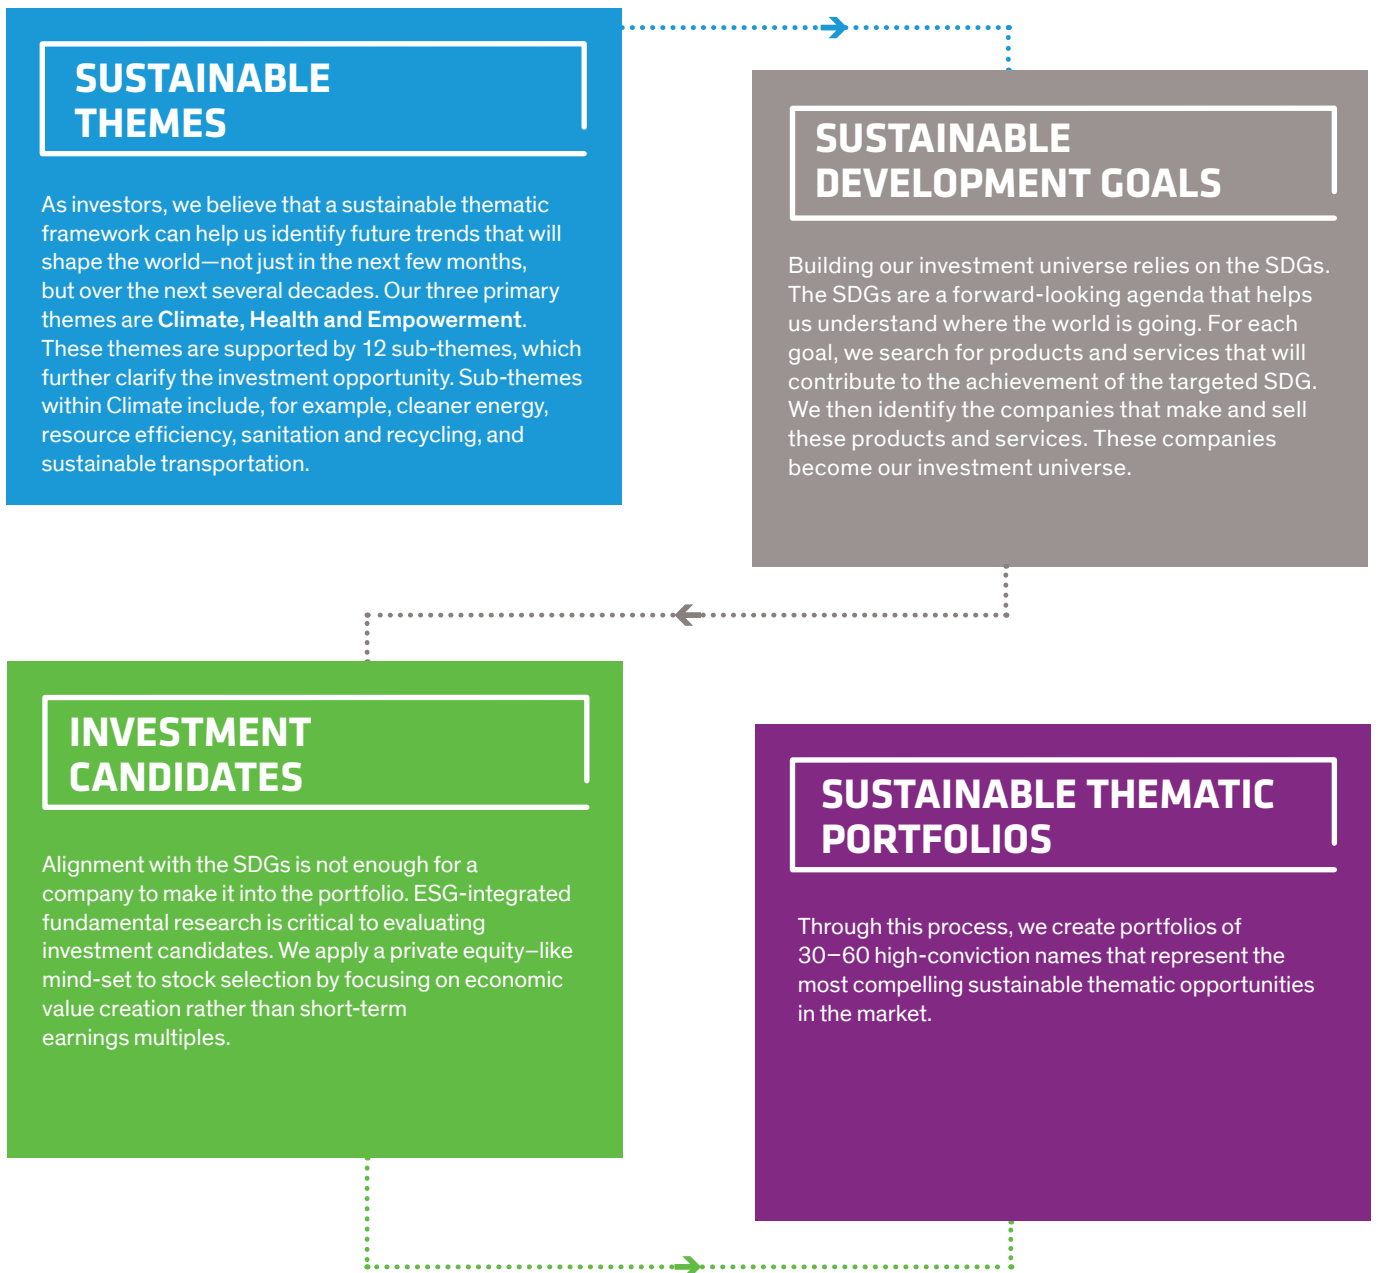 SUSTAINABLE
THEMES
As investors, we believe that a sustainable thematic
framework can help us identify future trends that will
shape the world—not just in the next few months,
but over the next several decades. Our three primary
themes are Climate, Health and Empowerment.
These themes are supported by 12 sub-themes, which
further clarify the investment opportunity. Sub-themes
within Climate include, for example, cleaner energy,
resource efficiency, sanitation and recycling, and
sustainable transportation.
SUSTAINABLE
DEVELOPMENT GOALS
Building our investment universe relies on the SDGs.
The SDGs are a forward-looking agenda that helps
us understand where the world is going. For each
goal, we search for products and services that will
contribute to the achievement of the targeted SDG.
We then identify the companies that make and sell
these products and services. These companies
become our investment universe.
INVESTMENT
CANDIDATES
Alignment with the SDGs is not enough for a
company to make it into the portfolio. ESG-integrated
fundamental research is critical to evaluating
investment candidates. We apply a private equity–like
mind-set to stock selection by focusing on economic
value creation rather than short-term
earnings multiples.
SUSTAINABLE THEMATIC
PORTFOLIOS
Through this process, we create portfolios of
30–60 high-conviction names that represent the
most compelling sustainable thematic opportunities
in the market.